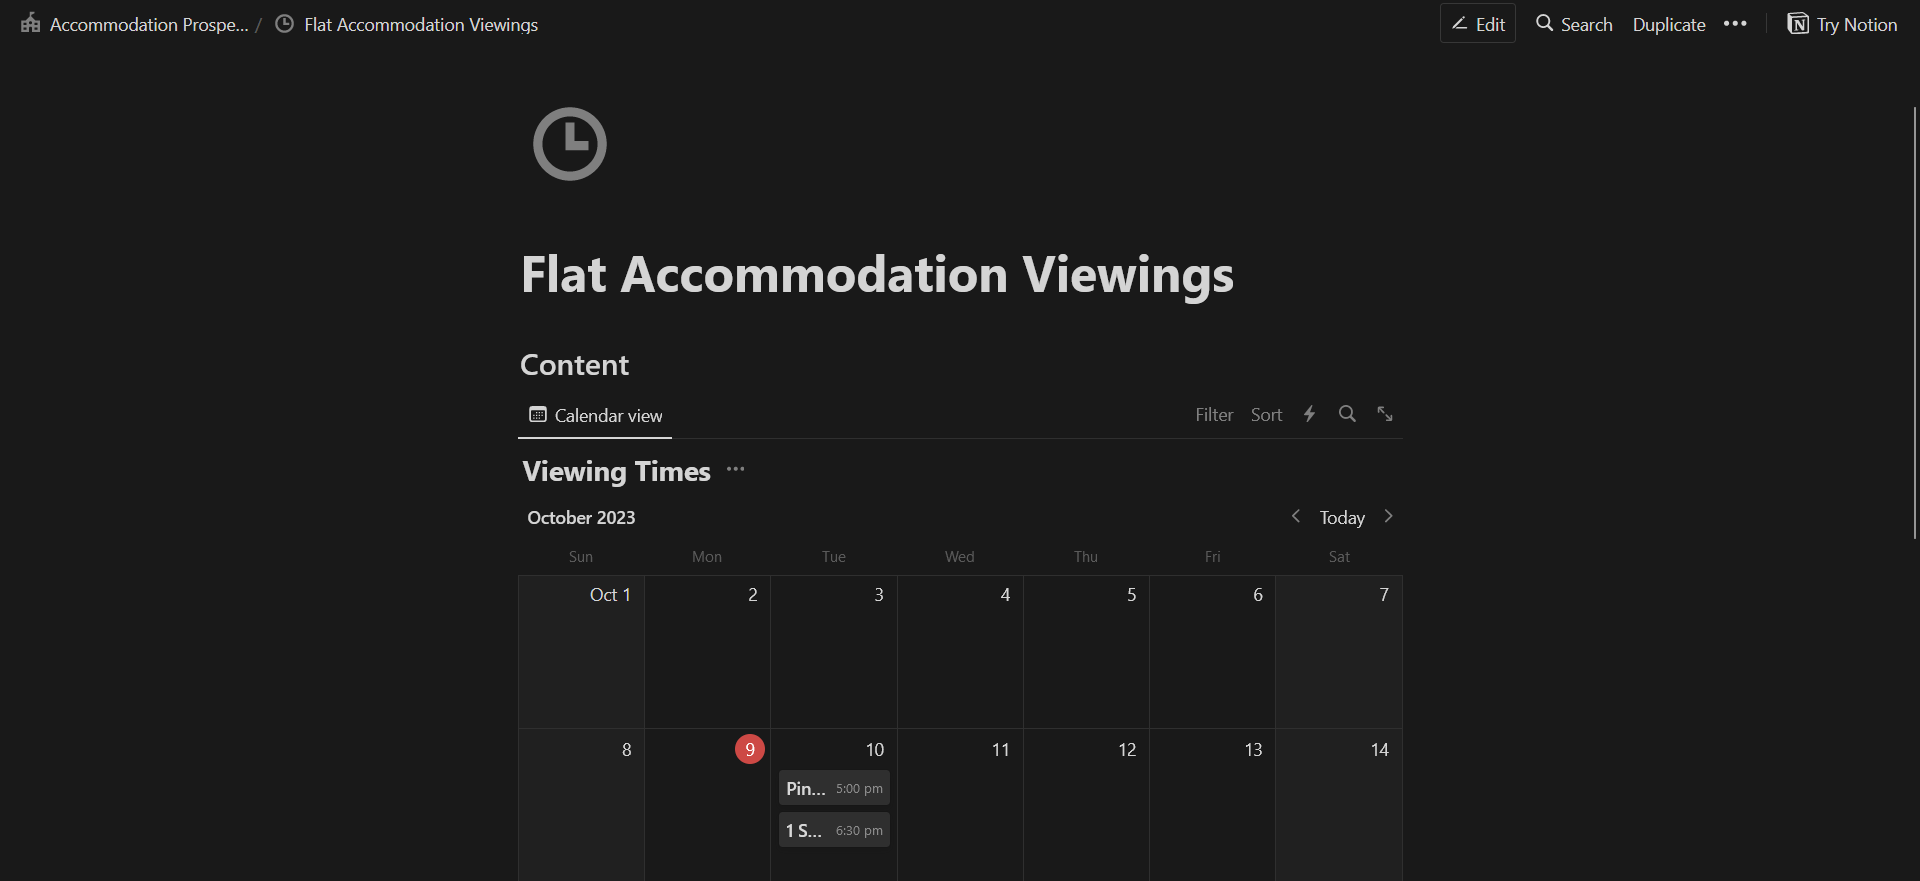 Accommodation Prospe... / Flat Accommodation Viewings
Edit Search Duplicate ••• Try Notion
Flat Accommodation Viewings
Content
Calendar view
Filter Sort
Viewing Times ···
October 2023
Today
Sun Mon Tue Wed Thu Fri Sat
Oct 1 2 3 4 5 6 7
8 9 10 11 12 13 14
Pin... 5:00 pm
1 S... 6:30 pm